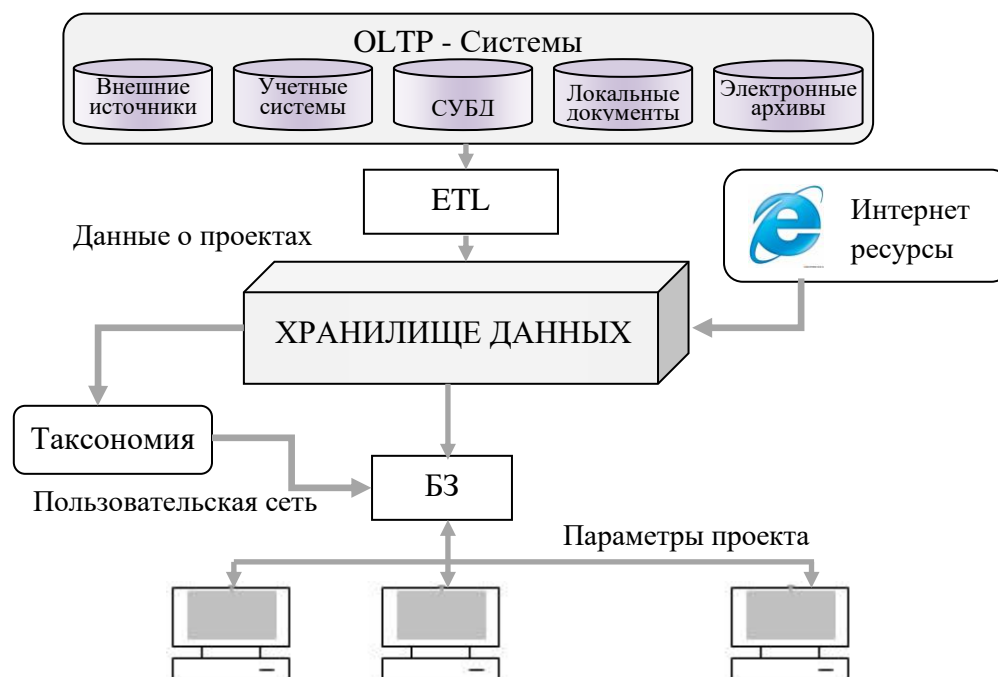 OLTP - Системы
Внешние
источники
Учетные
системы
СУБД
Локальные
документы
Электронные
архивы
ETL
Данные о проектах
Интернет
ресурсы
ХРАНИЛИЩЕ ДАННЫХ
Таксономия
Пользовательская сеть
БЗ
Параметры проекта